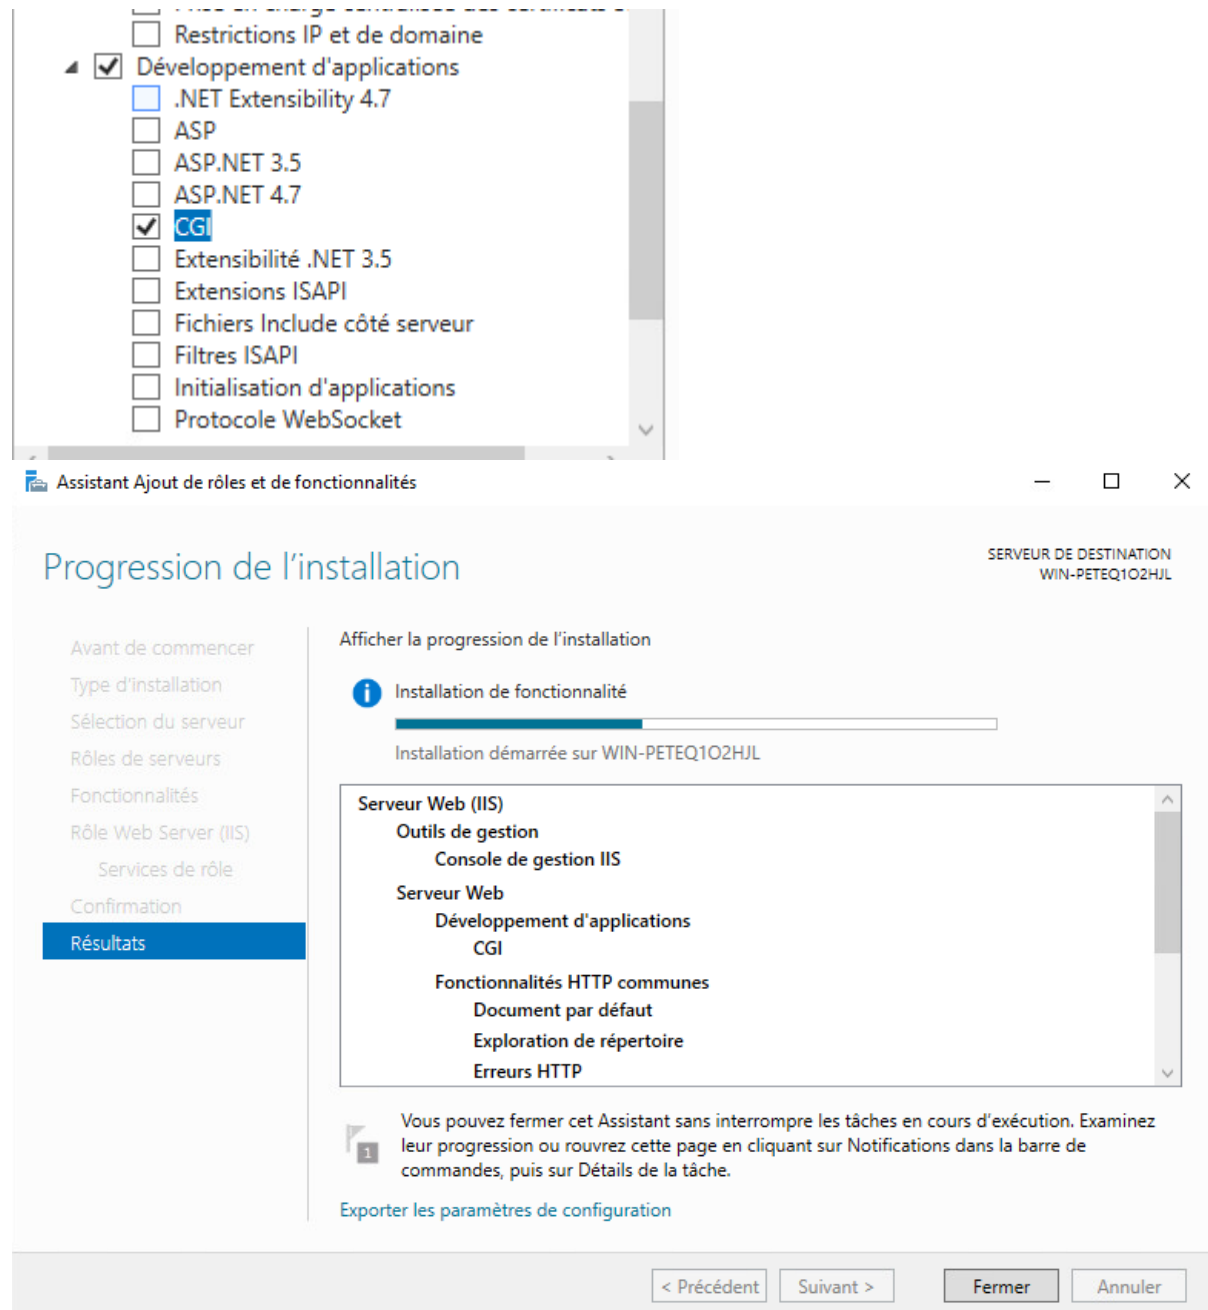 Restrictions IP et de domaine
Développement d'applications
.NET Extensibility 4.7
ASP
ASP.NET 3.5
ASP.NET 4.7
CGI
Extensibilité .NET 3.5
Extensions ISAPI
Fichiers Include côté serveur
Filtres ISAPI
Initialisation d'applications
Protocole WebSocket
Assistant Ajout de rôles et de fonctionnalités
Progression de l'installation
SERVEUR DE DESTINATION
WIN-PETEQ1O2HJL
Avant de commencer
Type d'installation
Sélection du serveur
Rôles de serveurs
Fonctionnalités
Rôle Web Server (IIS)
Services de rôle
Confirmation
Résultats
Afficher la progression de l'installation
Installation de fonctionnalité
Installation démarrée sur WIN-PETEQ1O2HJL
Serveur Web (IIS)
Outils de gestion
Console de gestion IIS
Serveur Web
Développement d'applications
CGI
Fonctionnalités HTTP communes
Document par défaut
Exploration de répertoire
Erreurs HTTP
1
Vous pouvez fermer cet Assistant sans interrompre les tâches en cours d'exécution. Examinez
leur progression ou rouvrez cette page en cliquant sur Notifications dans la barre de
commandes, puis sur Détails de la tâche.
Exporter les paramètres de configuration
< Précédent
Suivant >
Fermer
Annuler